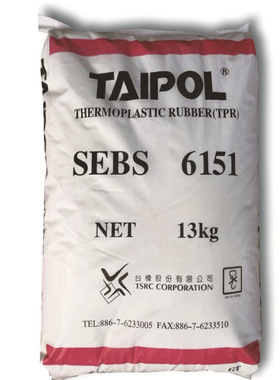 TAIPOL®
THERMOPLASTIC RUBBER(TPR)
SEBS 6151
NET 13kg
台橡股份有限公司
TSRC CORPORATION
TEL:886-7-6233005 FAX:886-7-6233510
GT